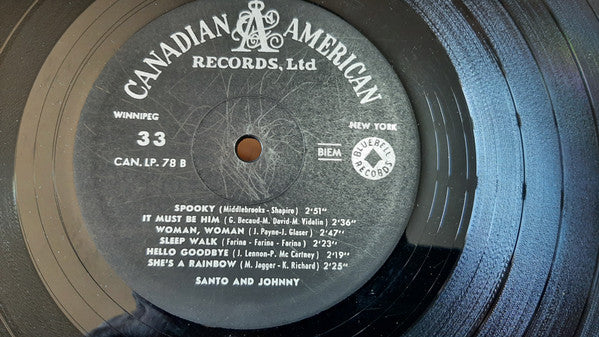 CANADIAN AMERICAN
RECORDS, Ltd
WINNIPEG
NEW YORK
33
CAN. LP. 78 B
BIEM
BLUEBELL RECORDS
SPOOKY (Middlebrooks - Shapiro) 2'51"
IT MUST BE HIM (G. Becaud-M. David-M. Vidalin) 2'36"
WOMAN, WOMAN (J. Payne-J. Glaser) 2'47"
SLEEP WALK (Farina - Farina - Farina) 2'23"
HELLO GOODBYE (J. Lennon-P. Mc Cartney) 2'19"
SHE'S A RAINBOW (M. Jagger - K. Richard) 2'25"
SANTO AND JOHNNY